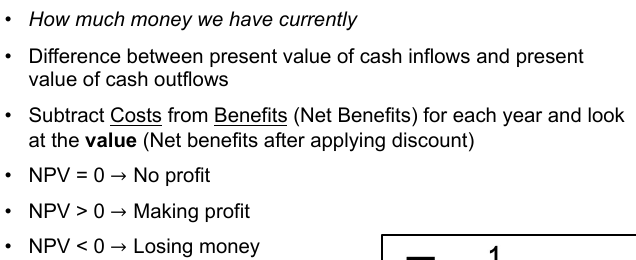 • How much money we have currently
• Difference between present value of cash inflows and present
value of cash outflows
• Subtract Costs from Benefits (Net Benefits) for each year and look
at the value (Net benefits after applying discount)
• NPV = 0 → No profit
• NPV > 0 → Making profit
• NPV < 0 → Losing money
1